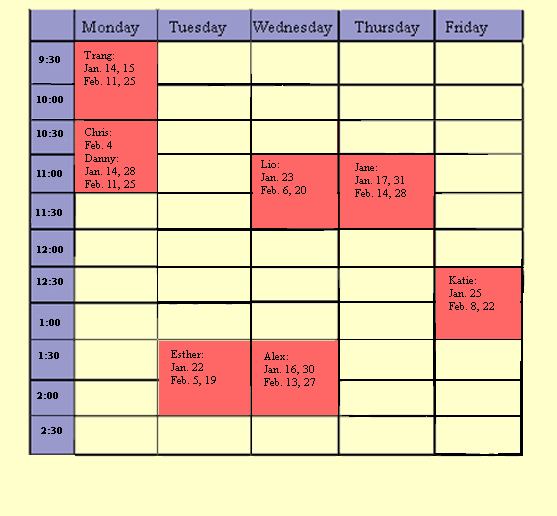 Monday Tuesday Wednesday Thursday Friday
9:30
Trang:
Jan. 14, 15
Feb. 11, 25
10:00
10:30
Chris:
Feb. 4
Danny:
Jan. 14, 28
Feb. 11, 25
11:00
Lio:
Jan. 23
Feb. 6, 20
Jane:
Jan. 17, 31
Feb. 14, 28
11:30
12:00
12:30
Katie:
Jan. 25
Feb. 8, 22
1:00
1:30
Esther:
Jan. 22
Feb. 5, 19
Alex:
Jan. 16, 30
Feb. 13, 27
2:00
2:30